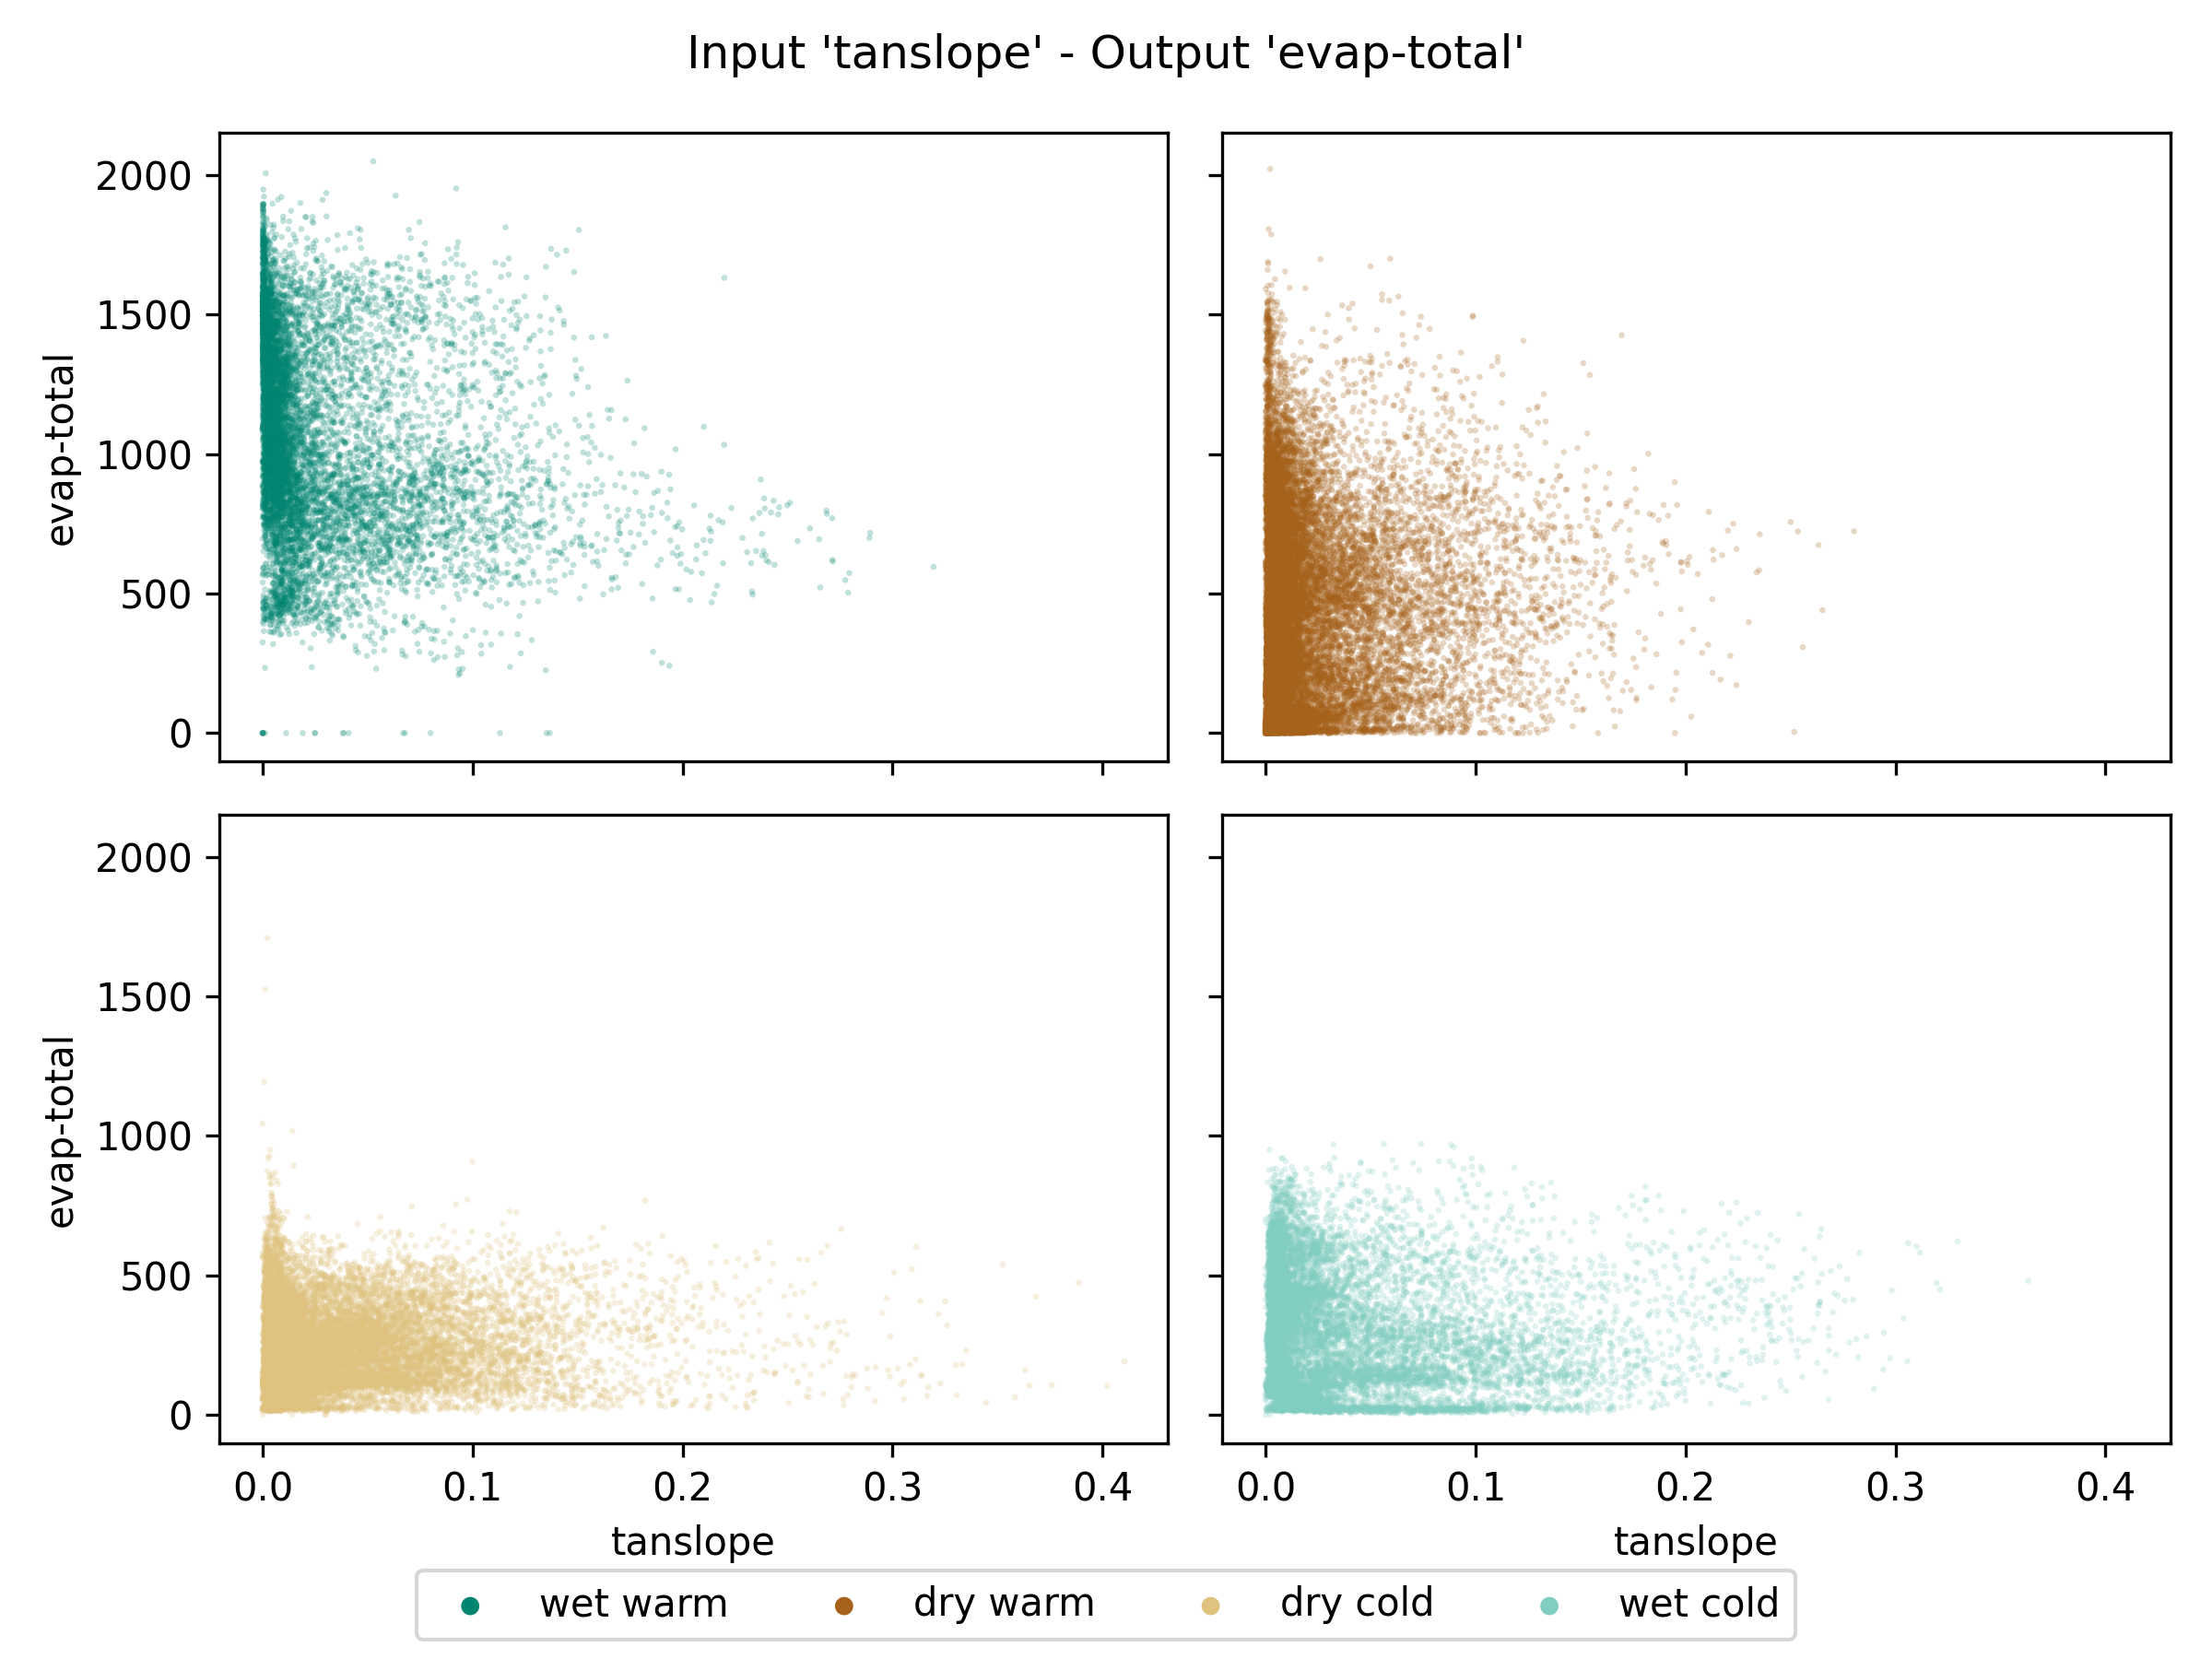 Input 'tanslope' - Output 'evap-total'
2000
1500
1000
500
0
evap-total
2000
1500
1000
500
0
evap-total
0.0 0.1 0.2 0.3 0.4
0.0 0.1 0.2 0.3 0.4
tanslope
tanslope
wet warm dry warm dry cold wet cold